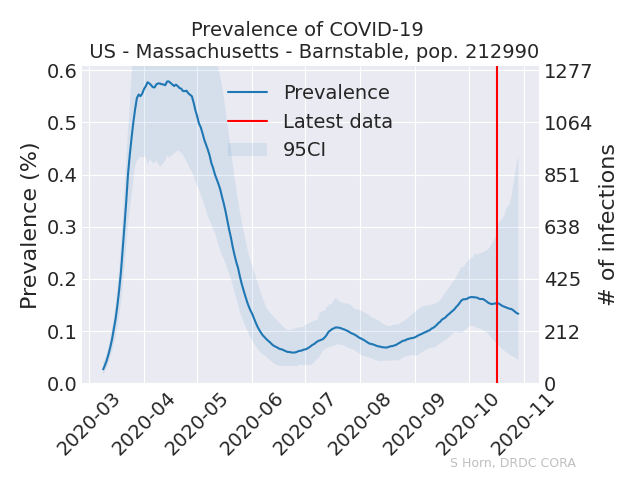 Prevalence of COVID-19
US - Massachusetts - Barnstable, pop. 212990
Prevalence (%)
0.6
0.5
0.4
0.3
0.2
0.1
0.0
Prevalence
Latest data
95CI
1277
1064
851
638
425
212
0
# of infections
2020-03
2020-04
2020-05
2020-06
2020-07
2020-08
2020-09
2020-10
2020-11
S Horn, DRDC CORA